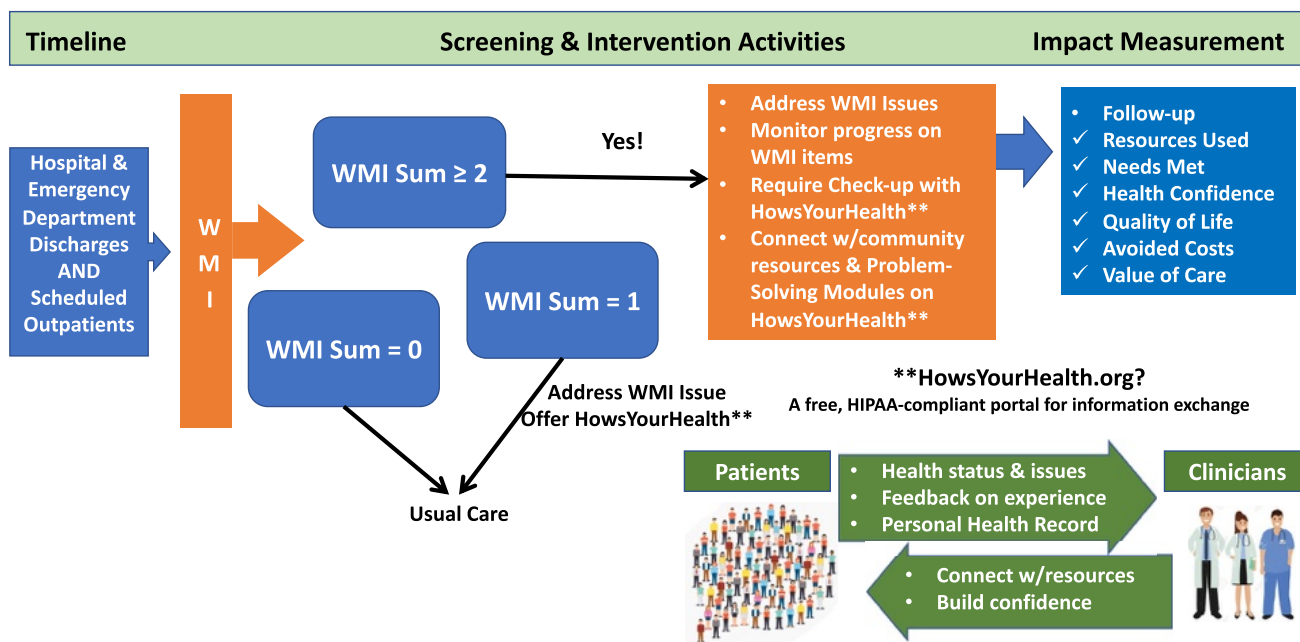 Timeline
Screening & Intervention Activities
Impact Measurement
Hospital &
Emergency
Department
Discharges
AND
Scheduled
Outpatients
W
M
I
WMI Sum ≥ 2
WMI Sum = 1
WMI Sum = 0
Yes!
• Address WMI Issues
• Monitor progress on
WMI items
• Require Check-up with
HowsYourHealth**
• Connect w/community
resources & Problem-
Solving Modules on
HowsYourHealth**
• Follow-up
✓ Resources Used
✓ Needs Met
✓ Health Confidence
✓ Quality of Life
✓ Avoided Costs
✓ Value of Care
Address WMI Issue
Offer HowsYourHealth**
Usual Care
**HowsYourHealth.org?
A free, HIPAA-compliant portal for information exchange
Patients
• Health status & issues
• Feedback on experience
• Personal Health Record
Clinicians
• Connect w/resources
• Build confidence